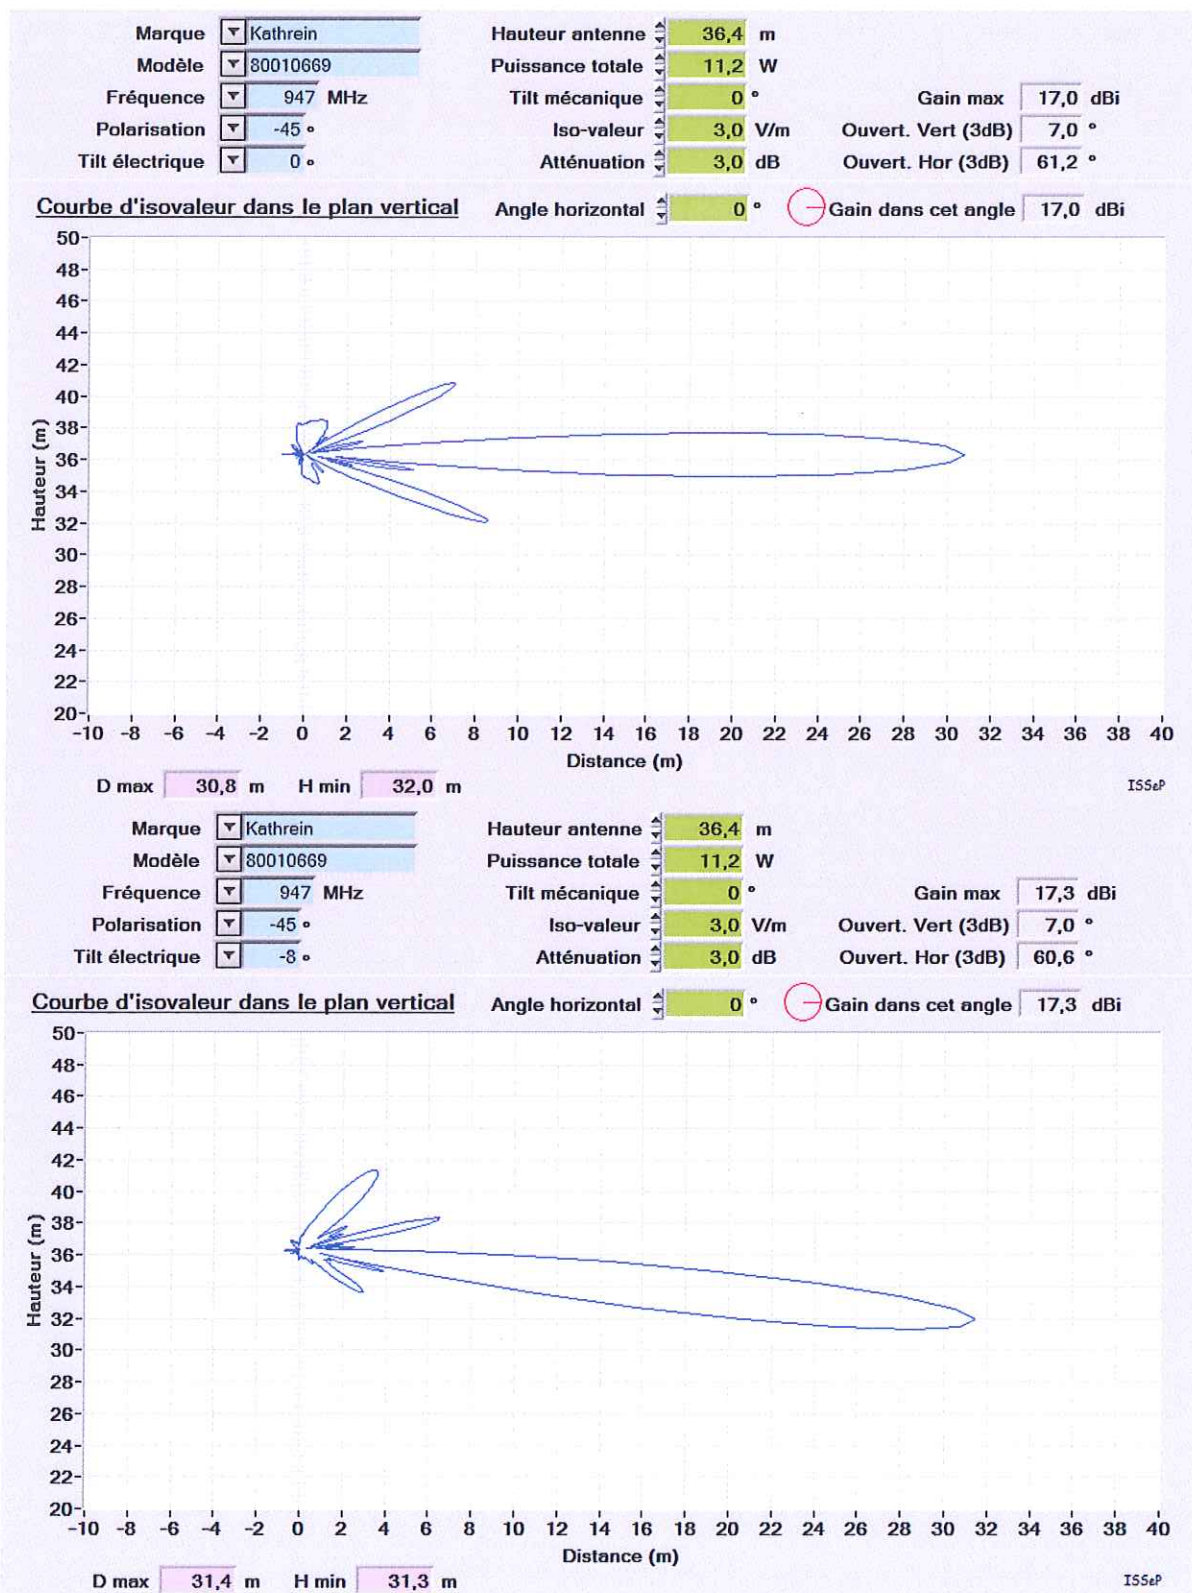 Marque Kathrein Hauteur antenne 36,4 m
Modèle 80010669 Puissance totale 11,2 W
Fréquence 947 MHz Tilt mécanique 0 ° Gain max 17,0 dBi
Polarisation -45 ° Iso-valeur 3,0 V/m Ouvert. Vert (3dB) 7,0 °
Tilt électrique 0 ° Atténuation 3,0 dB Ouvert. Hor (3dB) 61,2 °
Courbe d'isovaleur dans le plan vertical Angle horizontal 0 ° Gain dans cet angle 17,0 dBi
50
48
46
44
42
40
38
36
34
32
30
28
26
24
22
20
Hauteur (m)
-10 -8 -6 -4 -2 0 2 4 6 8 10 12 14 16 18 20 22 24 26 28 30 32 34 36 38 40
Distance (m)
D max 30,8 m H min 32,0 m ISSeP
Marque Kathrein Hauteur antenne 36,4 m
Modèle 80010669 Puissance totale 11,2 W
Fréquence 947 MHz Tilt mécanique 0 ° Gain max 17,3 dBi
Polarisation -45 ° Iso-valeur 3,0 V/m Ouvert. Vert (3dB) 7,0 °
Tilt électrique -8 ° Atténuation 3,0 dB Ouvert. Hor (3dB) 60,6 °
Courbe d'isovaleur dans le plan vertical Angle horizontal 0 ° Gain dans cet angle 17,3 dBi
50
48
46
44
42
40
38
36
34
32
30
28
26
24
22
20
Hauteur (m)
-10 -8 -6 -4 -2 0 2 4 6 8 10 12 14 16 18 20 22 24 26 28 30 32 34 36 38 40
Distance (m)
D max 31,4 m H min 31,3 m ISSeP